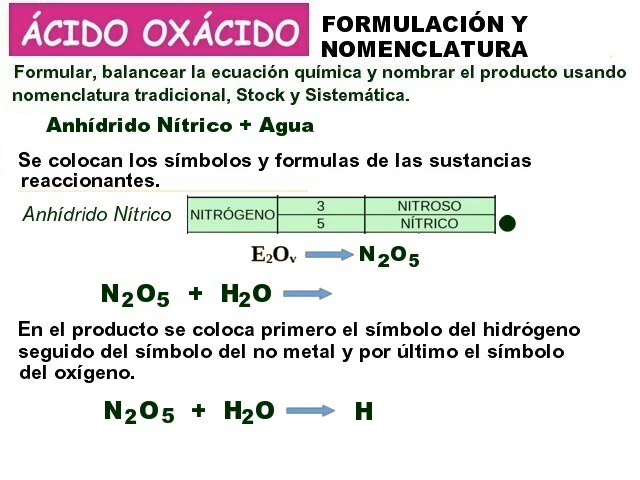 ÁCIDO OXÁCIDO
FORMULACIÓN Y
NOMENCLATURA
Formular, balancear la ecuación química y nombrar el producto usando
nomenclatura tradicional, Stock y Sistemática.
Anhídrido Nítrico + Agua
Se colocan los símbolos y formulas de las sustancias
reaccionantes.
Anhídrido Nítrico
NITRÓGENO
3 NITROSO
5 NÍTRICO
E₂Oᵥ → N₂O₅
N₂O₅ + H₂O →
En el producto se coloca primero el símbolo del hidrógeno
seguido del símbolo del no metal y por último el símbolo
del oxígeno.
N₂O₅ + H₂O → H